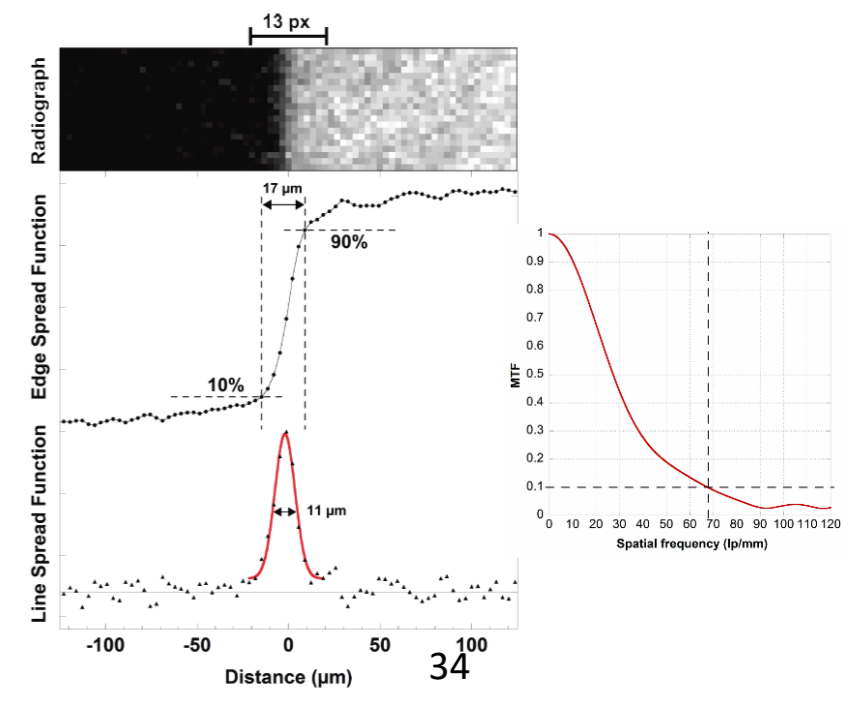 13 px
Radiograph
Edge Spread Function
17 µm
90%
10%
Line Spread Function
11 µm
-100 -50 0 50 100
Distance (µm)
34
MTF
1
0.9
0.8
0.7
0.6
0.5
0.4
0.3
0.2
0.1
0
0 10 20 30 40 50 60 70 80 90 100 110 120
Spatial frequency (lp/mm)